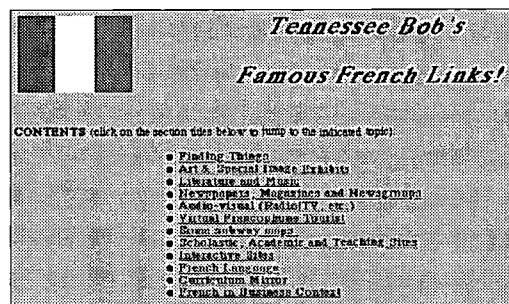 Tennessee Bob's
Famous French Links!
CONTENTS (click on the section titles below to jump to the indicated topic):
Finding Things
Art & Special Image Exhibits
Literature and Music
Newspapers, Magazines and Newsgroups
Audio-visual (Radio/TV, etc.)
Virtual Francophone Tourist
subway maps
Scholastic, Academic and Teaching Sites
Interactive Sites
French Language
Curriculum Mirror
French in Business Context